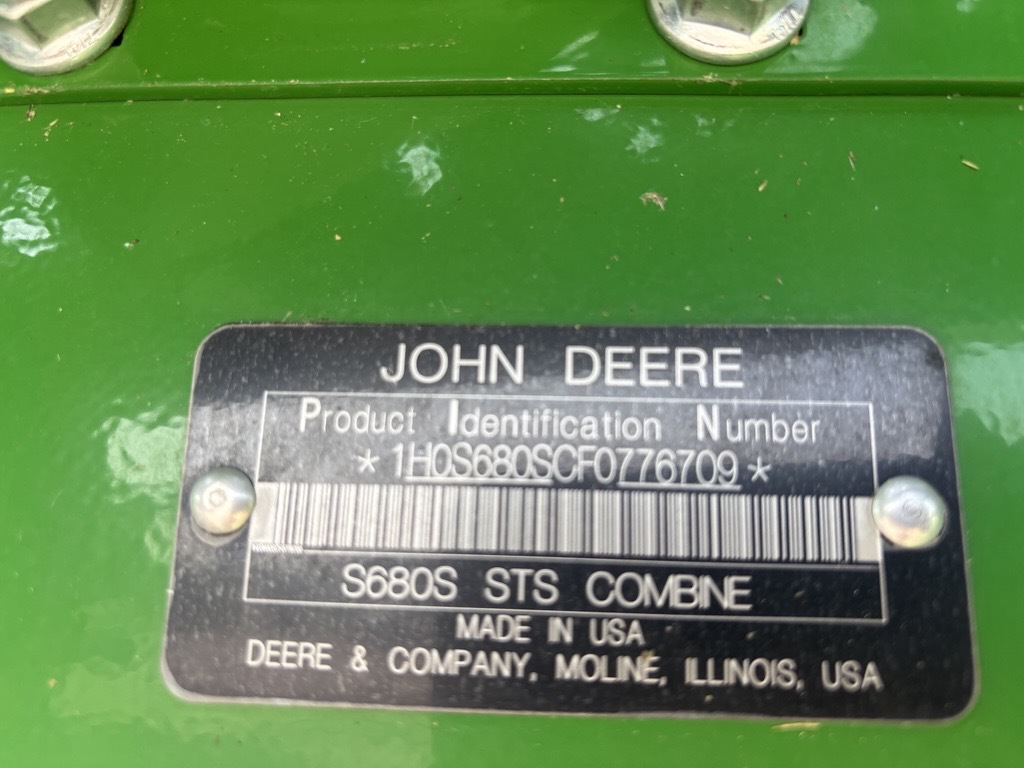 JOHN DEERE
Product Identification Number
*1H0S680SCF0776709*
S680S STS COMBINE
MADE IN USA
DEERE & COMPANY, MOLINE, ILLINOIS, USA